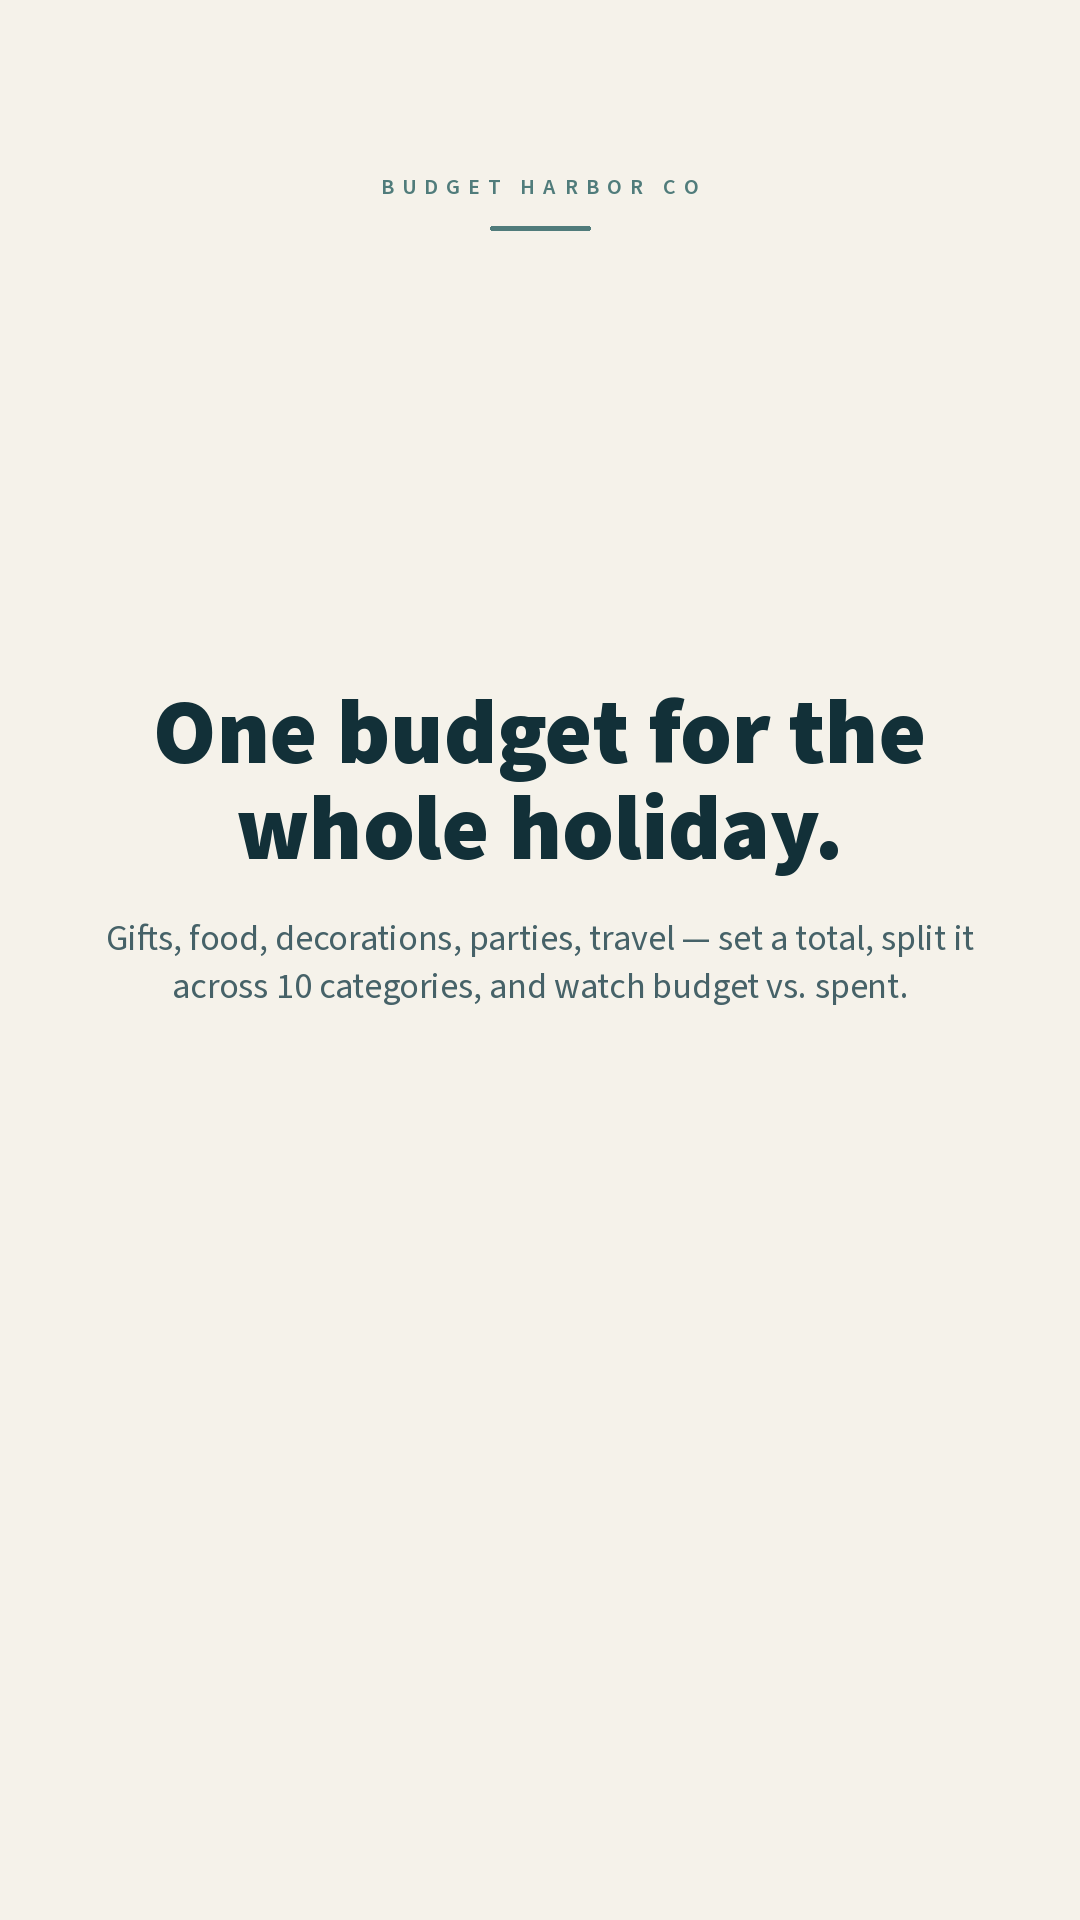 BUDGET HARBOR CO
One budget for the
whole holiday.
Gifts, food, decorations, parties, travel — set a total, split it
across 10 categories, and watch budget vs. spent.